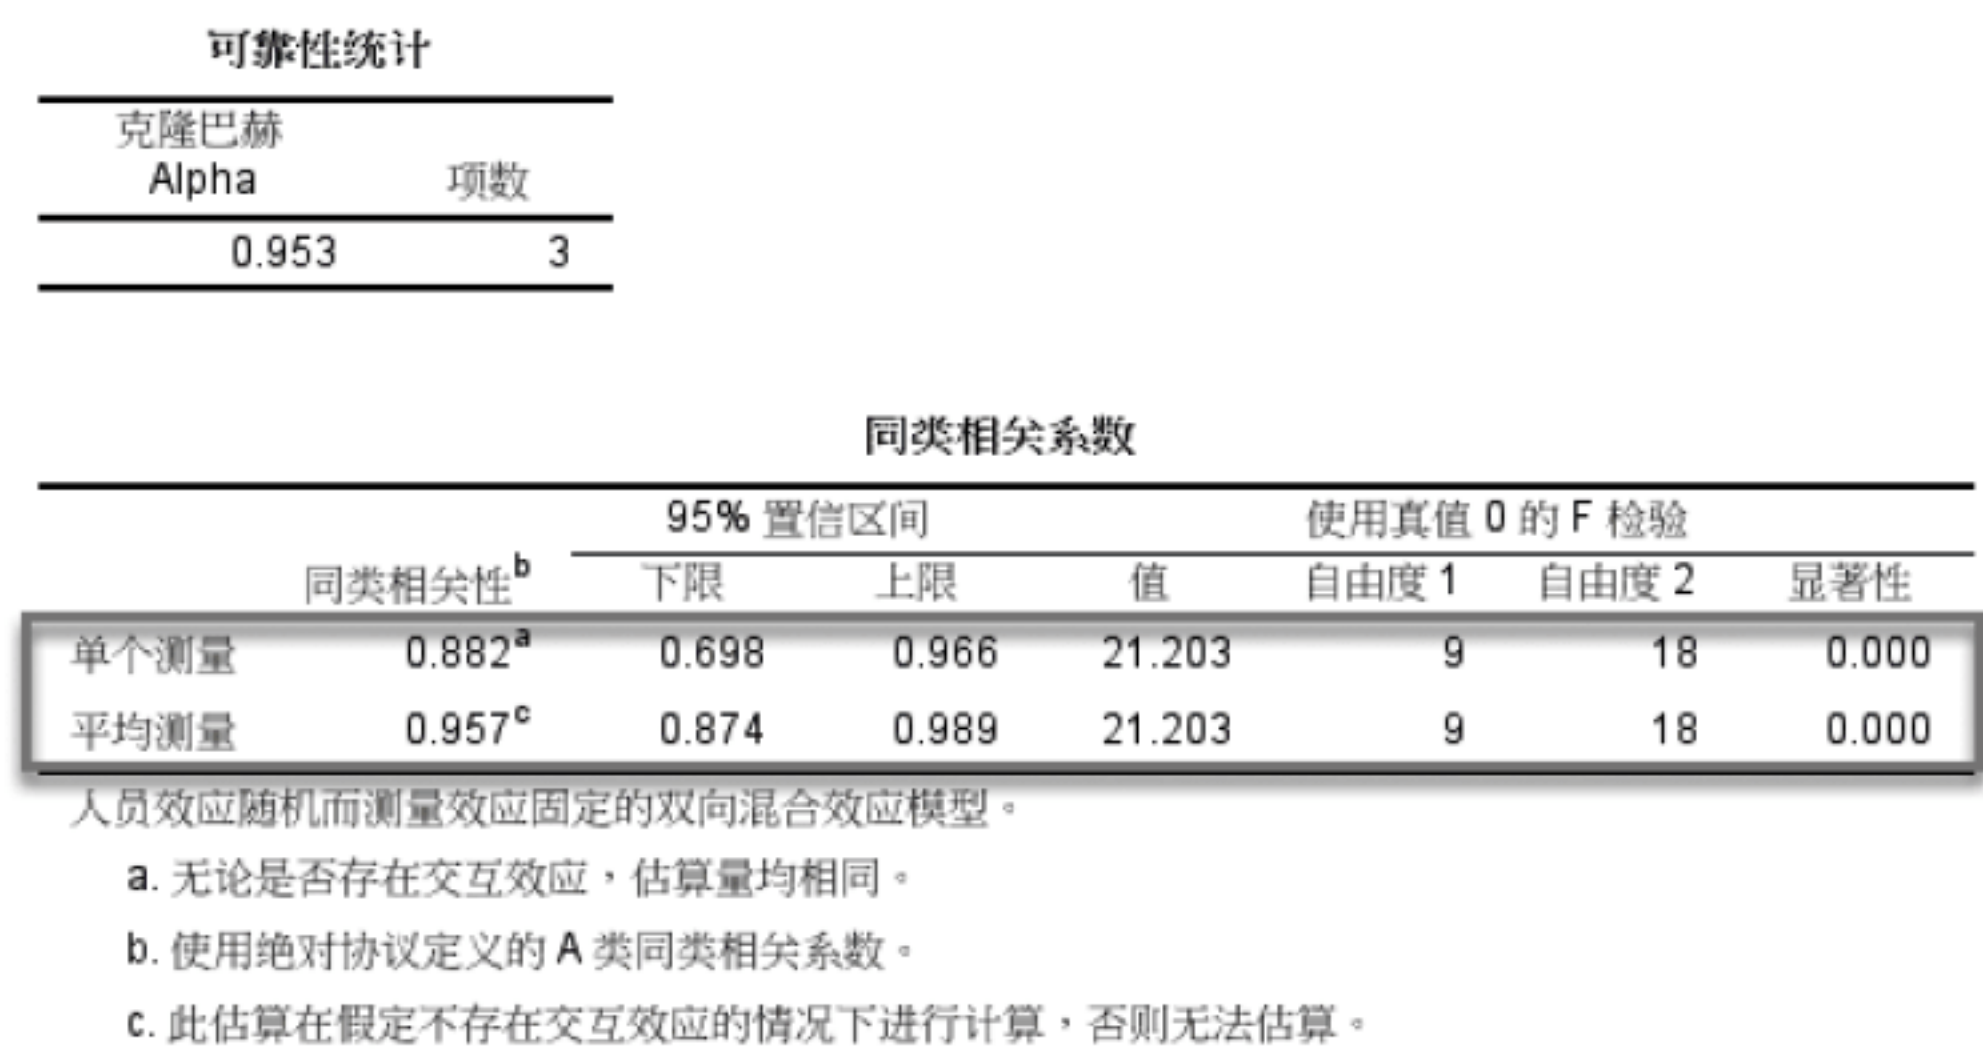 可靠性统计
克隆巴赫
Alpha 项数
0.953 3
同类相关系数
95% 置信区间 使用真值 0 的 F 检验
同类相关性b 下限 上限 值 自由度 1 自由度 2 显著性
单个测量 0.882a 0.698 0.966 21.203 9 18 0.000
平均测量 0.957c 0.874 0.989 21.203 9 18 0.000
人员效应随机而测量效应固定的双向混合效应模型。
a. 无论是否存在交互效应，估算量均相同。
b. 使用绝对协议定义的 A 类同类相关系数。
c. 此估算在假定不存在交互效应的情况下进行计算，否则无法估算。